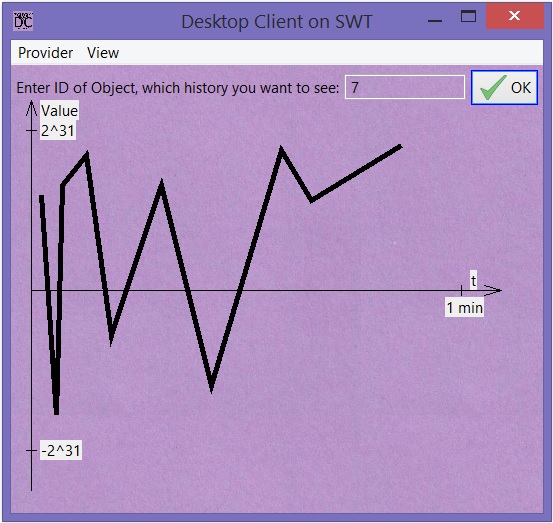 Desktop Client on SWT
Provider View
Enter ID of Object, which history you want to see: 7 OK
Value
2^31
t
1 min
-2^31